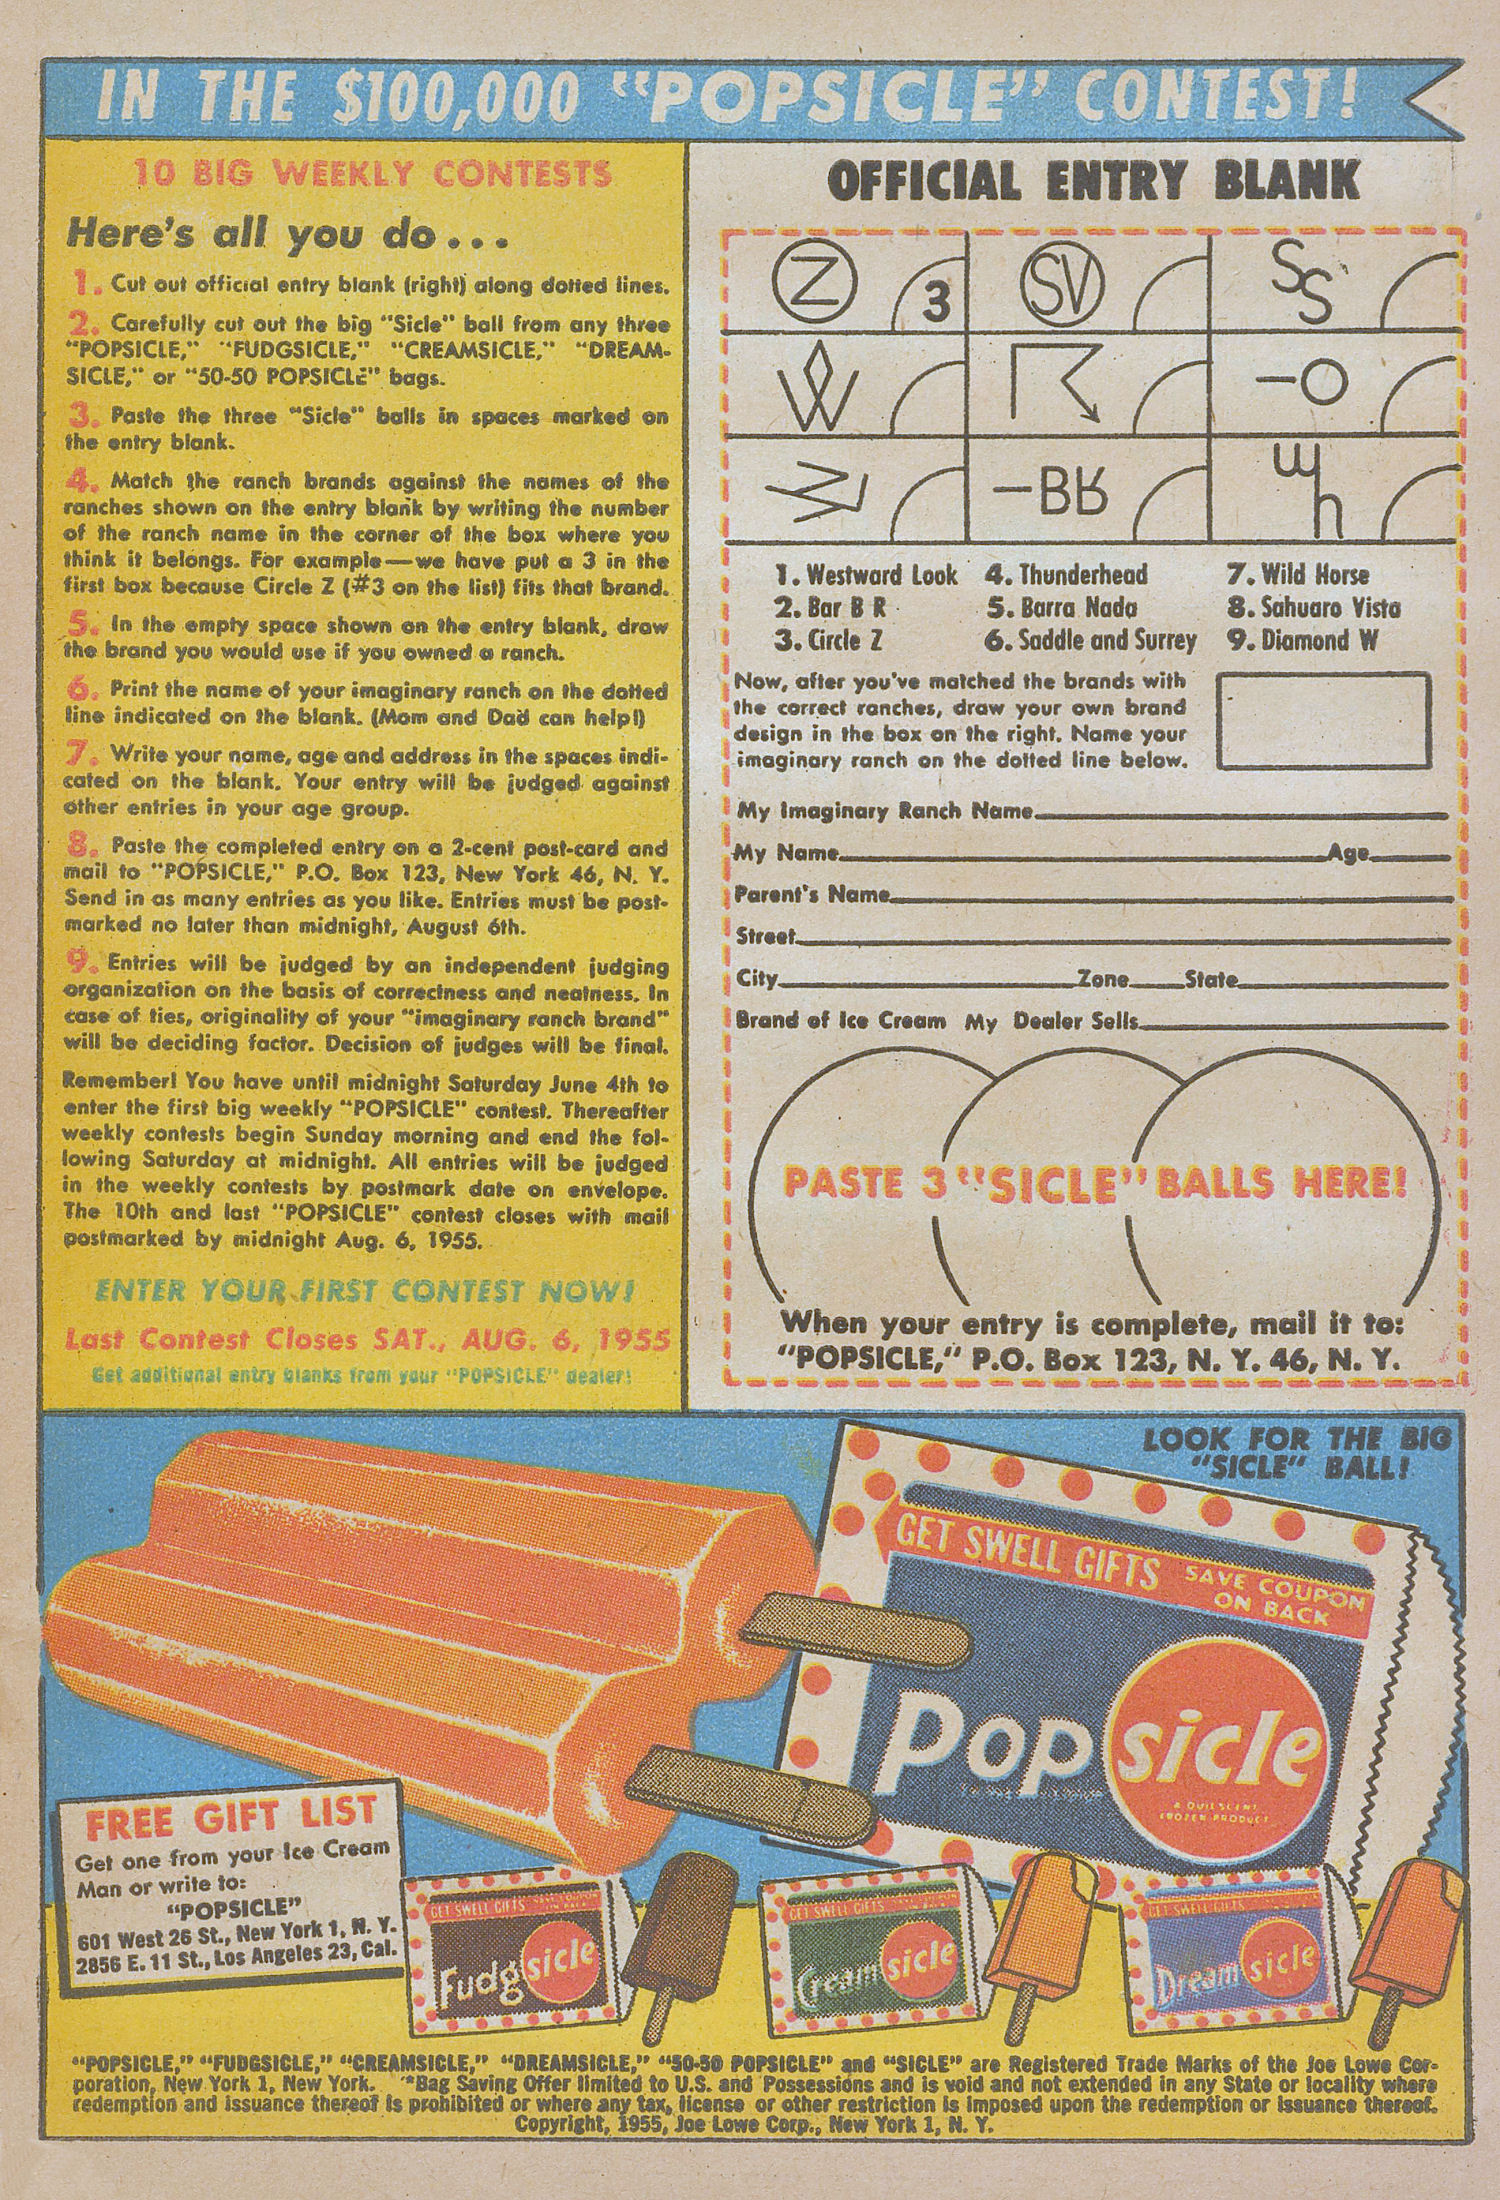 IN THE $100,000 "POPSICLE" CONTEST!
10 BIG WEEKLY CONTESTS
Here's all you do...
1. Cut out official entry blank (right) along dotted lines.
2. Carefully cut out the big "Sicle" ball from any three
"POPSICLE," "FUDGSICLE," "CREAMSICLE," "DREAM-
SICLE," or "50-50 POPSICLE" bags.
3. Paste the three "Sicle" balls in spaces marked on
the entry blank.
4. Match the ranch brands against the names of the
ranches shown on the entry blank by writing the number
of the ranch name in the corner of the box where you
think it belongs. For example—we have put a 3 in the
first box because Circle Z (#3 on the list) fits that brand.
5. In the empty space shown on the entry blank, draw
the brand you would use if you owned a ranch.
6. Print the name of your imaginary ranch on the dotted
line indicated on the blank. (Mom and Dad can help!)
7. Write your name, age and address in the spaces indi-
cated on the blank. Your entry will be judged against
other entries in your age group.
8. Paste the completed entry on a 2-cent post-card and
mail to "POPSICLE," P.O. Box 123, New York 46, N. Y.
Send in as many entries as you like. Entries must be post-
marked no later than midnight, August 6th.
9. Entries will be judged by an independent judging
organization on the basis of correctness and neatness. In
case of ties, originality of your "imaginary ranch brand"
will be deciding factor. Decision of judges will be final.
Remember! You have until midnight Saturday June 4th to
enter the first big weekly "POPSICLE" contest. Thereafter
weekly contests begin Sunday morning and end the fol-
lowing Saturday at midnight. All entries will be judged
in the weekly contests by postmark date on envelope.
The 10th and last "POPSICLE" contest closes with mail
postmarked by midnight Aug. 6, 1955.
ENTER YOUR FIRST CONTEST NOW!
Last Contest Closes SAT., AUG. 6, 1955
Get additional entry blanks from your "POPSICLE" dealer!
OFFICIAL ENTRY BLANK
Z 3 SV SS
W -O
-BR
1. Westward Look 4. Thunderhead 7. Wild Horse
2. Bar B R 5. Barra Nada 8. Sahuaro Vista
3. Circle Z 6. Saddle and Surrey 9. Diamond W
Now, after you've matched the brands with
the correct ranches, draw your own brand
design in the box on the right. Name your
imaginary ranch on the dotted line below.
My Imaginary Ranch Name
My Name Age
Parent's Name
Street
City Zone State
Brand of Ice Cream My Dealer Sells
PASTE 3 "SICLE" BALLS HERE!
When your entry is complete, mail it to:
"POPSICLE," P.O. Box 123, N. Y. 46, N. Y.
LOOK FOR THE BIG
"SICLE" BALL!
GET SWELL GIFTS SAVE COUPON
ON BACK
Popsicle
A QUIESCENT
FROZEN PRODUCT
FREE GIFT LIST
Get one from your Ice Cream
Man or write to:
"POPSICLE"
601 West 26 St., New York 1, N. Y.
2856 E. 11 St., Los Angeles 23, Cal.
GET SWELL GIFTS
Fudgsicle
GET SWELL GIFTS
Creamsicle
GET SWELL GIFTS
Dreamsicle
"POPSICLE," "FUDGSICLE," "CREAMSICLE," "DREAMSICLE," "50-50 POPSICLE" and "SICLE" are Registered Trade Marks of the Joe Lowe Cor-
poration, New York 1, New York. "*Bag Saving Offer limited to U.S. and Possessions and is void and not extended in any State or locality where
redemption and issuance thereof is prohibited or where any tax, license or other restriction is imposed upon the redemption or issuance thereof.
Copyright, 1955, Joe Lowe Corp., New York 1, N. Y.